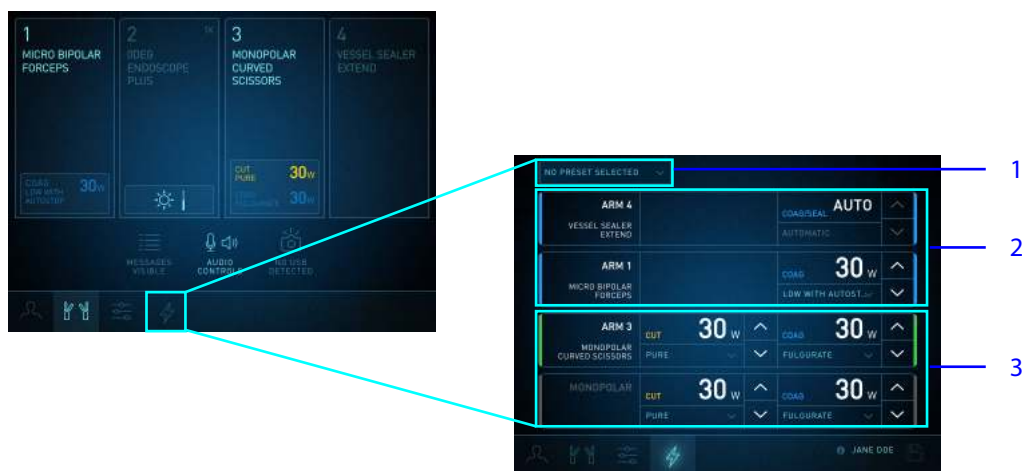 1
MICRO BIPOLAR
FORCEPS
COAG
LOW WITH
AUTOSTOP
30w
2
1X
0DEG
ENDOSCOPE
PLUS
3
MONOPOLAR
CURVED
SCISSORS
CUT
PURE
30w
30w
4
VESSEL SEALER
EXTEND
MESSAGES
VISIBLE
AUDIO
CONTROLS
NO USB
DETECTED
NO PRESET SELECTED
1
ARM 4
VESSEL SEALER
EXTEND
COAG/SEAL
AUTO
AUTOMATIC
2
ARM 1
MICRO BIPOLAR
FORCEPS
COAG
30 w
LOW WITH AUTOST...
ARM 3
MONOPOLAR
CURVED SCISSORS
CUT
30 w
PURE
COAG
30 w
FULGURATE
3
MONOPOLAR
CUT
30 w
PURE
COAG
30 w
FULGURATE
JANE DOE